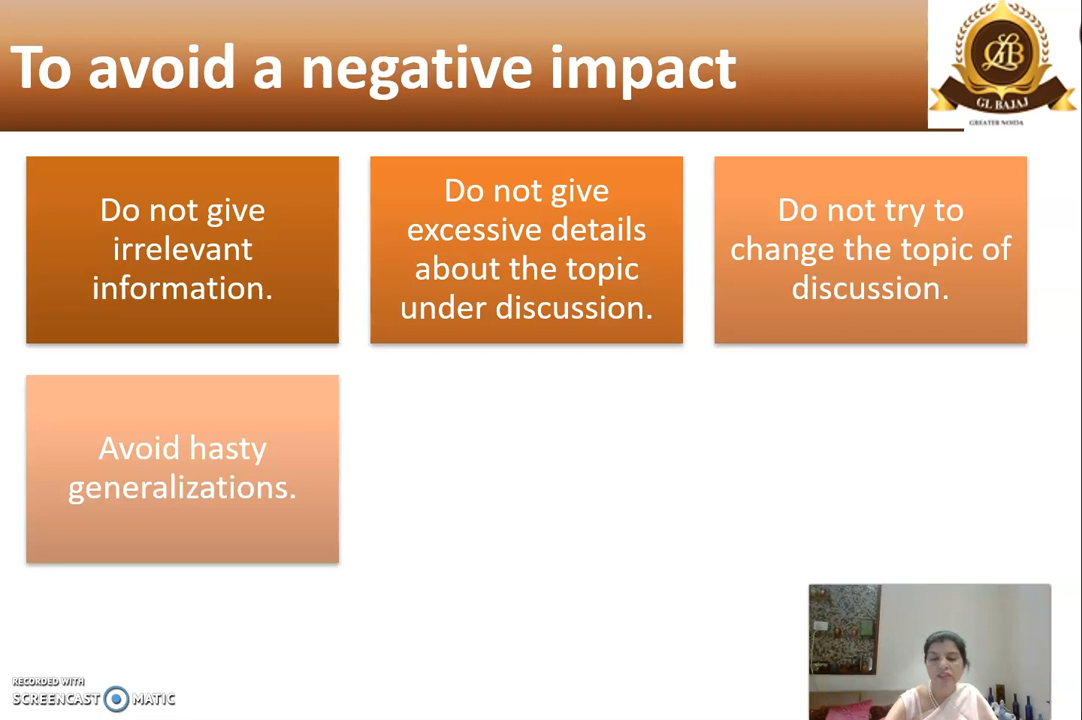 To avoid a negative impact
GLB
GL BAJAJ
GREATER NOIDA
Do not give
irrelevant
information.
Do not give
excessive details
about the topic
under discussion.
Do not try to
change the topic of
discussion.
Avoid hasty
generalizations.
RECORDED WITH
SCREENCAST MATIC